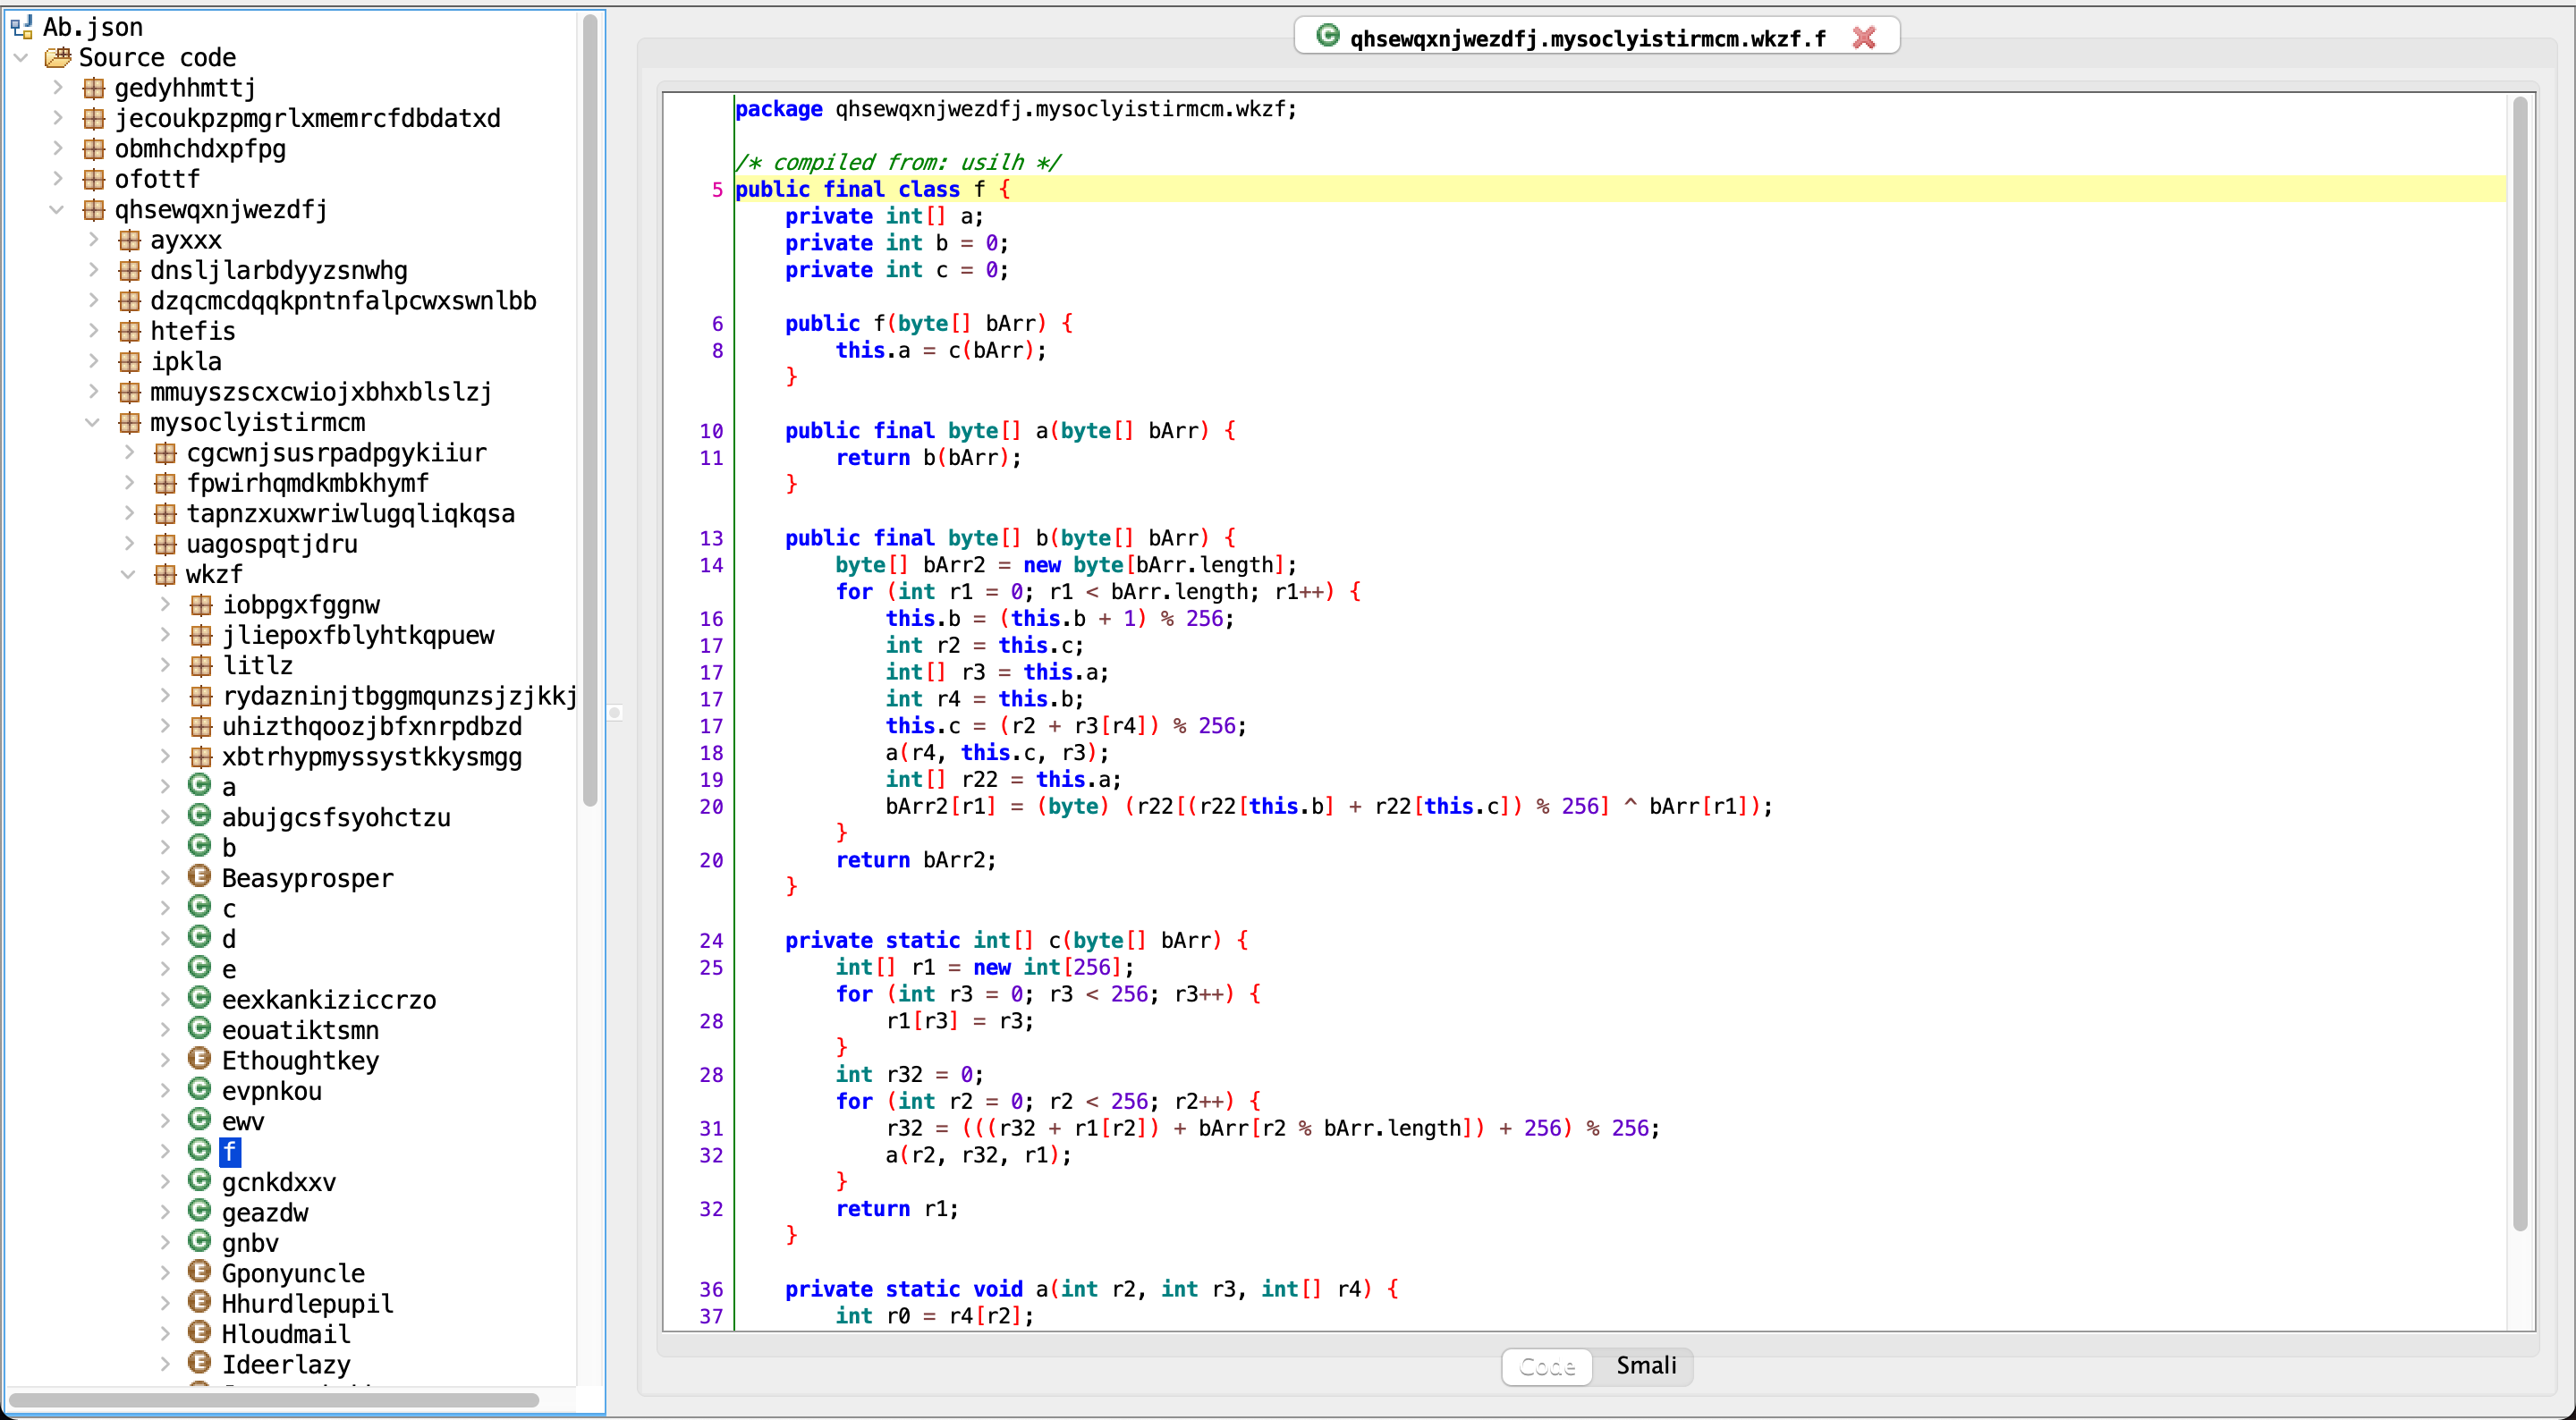 Ab.json
Source code
gedyhhmttj
jecoukpzpmgrlxmemrcfdbdatxd
obmhchdxpfpg
ofottf
qhsewqxnjwezdfj
ayxxx
dnsljlarbdyyzsnwhg
dzqcmcdqqkpntnfalpcwxswnlbb
htefis
ipkla
mmuyszscxcwiojxbhxblslzj
mysoclyistirmcm
cgcwnjsusrpadpgykiiur
fpwirhqmdkmbkhymf
tapnzxuxwriwlugqliqkqsa
uagospqtjdru
wkzf
iobpgxfggnw
jliepoxfblyhtkqpuew
litlz
rydazninjtbggmqunzsjzjkkj
uhizthqoozjbfxnrpdbzd
xbtrhypmyssystkkysmgg
a
abujgcsfsyohctzu
b
Beasyprosper
c
d
e
eexkankiziccrzo
eouatiktsmn
Ethoughtkey
evpnkou
ewv
f
gcnkdxxv
geazdw
gnbv
Gponyuncle
Hhurdlepupil
Hloudmail
Ideerlazy
qhsewqxnjwezdfj.mysoclyistirmcm.wkzf.f
package qhsewqxnjwezdfj.mysoclyistirmcm.wkzf;
/* compiled from: usilh */
5 public final class f {
private int[] a;
private int b = 0;
private int c = 0;
6 public f(byte[] bArr) {
8 this.a = c(bArr);
}
10 public final byte[] a(byte[] bArr) {
11 return b(bArr);
}
13 public final byte[] b(byte[] bArr) {
14 byte[] bArr2 = new byte[bArr.length];
for (int r1 = 0; r1 < bArr.length; r1++) {
16 this.b = (this.b + 1) % 256;
17 int r2 = this.c;
17 int[] r3 = this.a;
17 int r4 = this.b;
17 this.c = (r2 + r3[r4]) % 256;
18 a(r4, this.c, r3);
19 int[] r22 = this.a;
20 bArr2[r1] = (byte) (r22[(r22[this.b] + r22[this.c]) % 256] ^ bArr[r1]);
}
20 return bArr2;
}
24 private static int[] c(byte[] bArr) {
25 int[] r1 = new int[256];
for (int r3 = 0; r3 < 256; r3++) {
28 r1[r3] = r3;
}
28 int r32 = 0;
for (int r2 = 0; r2 < 256; r2++) {
31 r32 = (((r32 + r1[r2]) + bArr[r2 % bArr.length]) + 256) % 256;
32 a(r2, r32, r1);
}
32 return r1;
}
36 private static void a(int r2, int r3, int[] r4) {
37 int r0 = r4[r2];
Code Smali